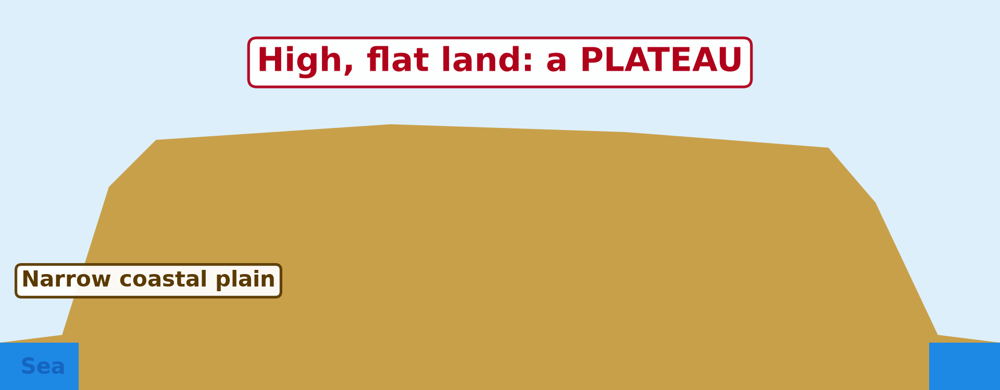 High, flat land: a PLATEAU
Narrow coastal plain
Sea